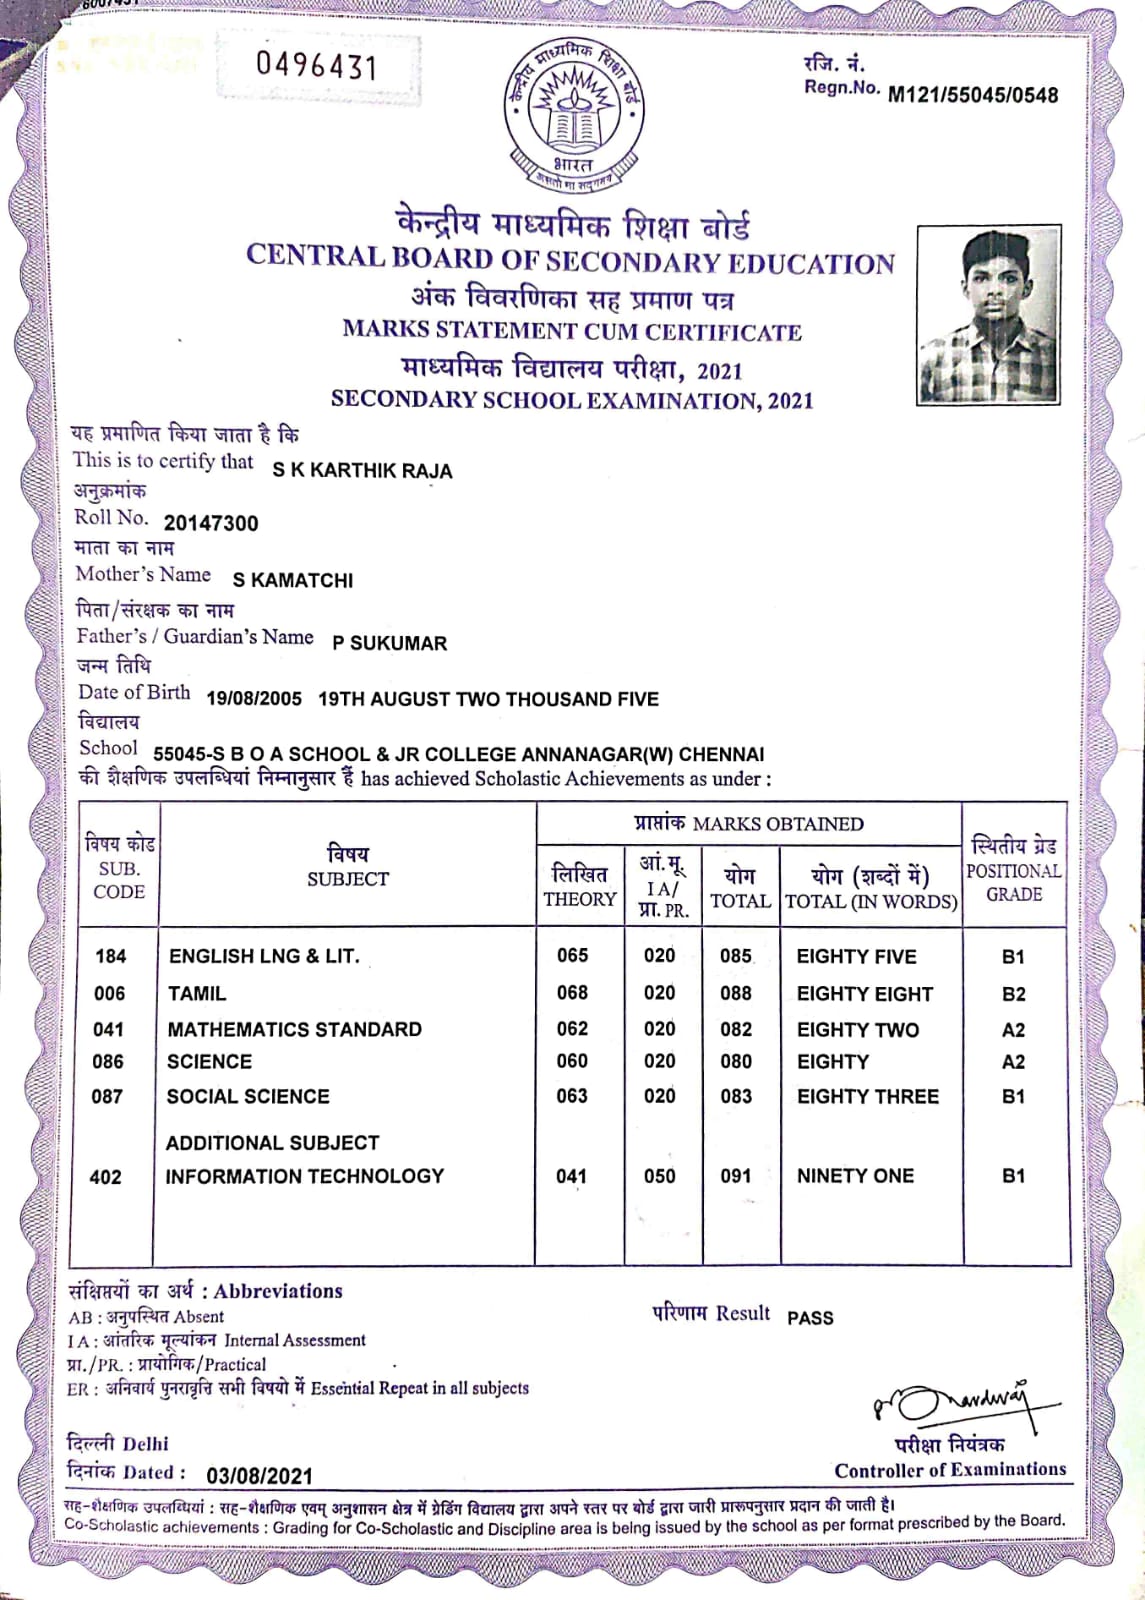 0496431
केन्द्रीय माध्यमिक शिक्षा बोर्ड
भारत
असतो मा सद्गमय
रजि. नं.
Regn.No. M121/55045/0548
केन्द्रीय माध्यमिक शिक्षा बोर्ड
CENTRAL BOARD OF SECONDARY EDUCATION
अंक विवरणिका सह प्रमाण पत्र
MARKS STATEMENT CUM CERTIFICATE
माध्यमिक विद्यालय परीक्षा, 2021
SECONDARY SCHOOL EXAMINATION, 2021
यह प्रमाणित किया जाता है कि
This is to certify that S K KARTHIK RAJA
अनुक्रमांक
Roll No. 20147300
माता का नाम
Mother's Name S KAMATCHI
पिता/संरक्षक का नाम
Father's / Guardian's Name P SUKUMAR
जन्म तिथि
Date of Birth 19/08/2005 19TH AUGUST TWO THOUSAND FIVE
विद्यालय
School 55045-S B O A SCHOOL & JR COLLEGE ANNANAGAR(W) CHENNAI
की शैक्षणिक उपलब्धियां निम्नानुसार हैं has achieved Scholastic Achievements as under :
विषय कोड SUB. CODE
विषय SUBJECT
प्राप्तांक MARKS OBTAINED
लिखित THEORY
आं.मू. I A/ प्रा. PR.
योग TOTAL
योग (शब्दों में) TOTAL (IN WORDS)
स्थितीय ग्रेड POSITIONAL GRADE
184 ENGLISH LNG & LIT. 065 020 085 EIGHTY FIVE B1
006 TAMIL 068 020 088 EIGHTY EIGHT B2
041 MATHEMATICS STANDARD 062 020 082 EIGHTY TWO A2
086 SCIENCE 060 020 080 EIGHTY A2
087 SOCIAL SCIENCE 063 020 083 EIGHTY THREE B1
ADDITIONAL SUBJECT
402 INFORMATION TECHNOLOGY 041 050 091 NINETY ONE B1
संक्षिप्तियों का अर्थ : Abbreviations
AB : अनुपस्थित Absent
परिणाम Result PASS
I A : आंतरिक मूल्यांकन Internal Assessment
प्रा./PR. : प्रायोगिक/Practical
ER : अनिवार्य पुनरावृत्ति सभी विषयो में Essential Repeat in all subjects
दिल्ली Delhi
परीक्षा नियंत्रक
दिनांक Dated : 03/08/2021
Controller of Examinations
सह-शैक्षणिक उपलब्धियां : सह-शैक्षणिक एवम् अनुशासन क्षेत्र में ग्रेडिंग विद्यालय द्वारा अपने स्तर पर बोर्ड द्वारा जारी प्रारूपनुसार प्रदान की जाती है।
Co-Scholastic achievements : Grading for Co-Scholastic and Discipline area is being issued by the school as per format prescribed by the Board.